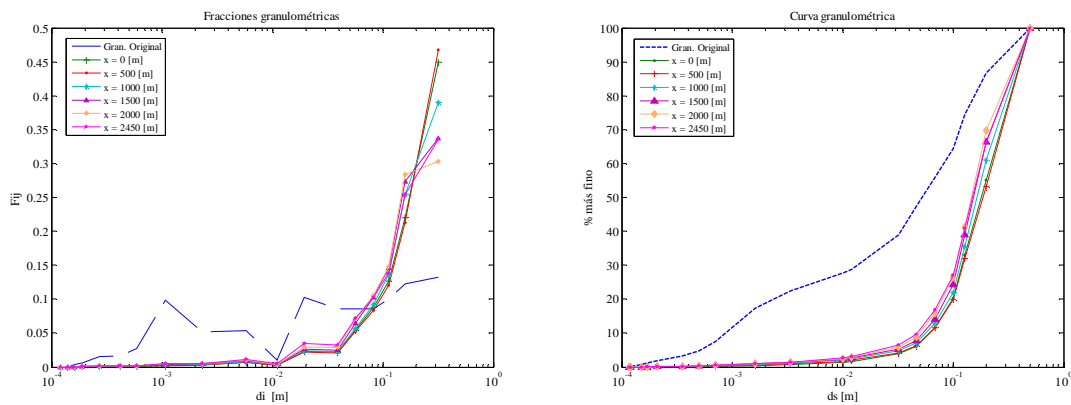 Fracciones granulométricas
0.5
0.45
0.4
0.35
0.3
0.25
0.2
0.15
0.1
0.05
0
Fij
Gran. Original
x = 0 [m]
x = 500 [m]
x = 1000 [m]
x = 1500 [m]
x = 2000 [m]
x = 2450 [m]
10-4
10-3
10-2
10-1
100
di [m]
Curva granulométrica
100
90
80
70
60
50
40
30
20
10
0
% más fino
Gran. Original
x = 0 [m]
x = 500 [m]
x = 1000 [m]
x = 1500 [m]
x = 2000 [m]
x = 2450 [m]
10-4
10-3
10-2
10-1
100
ds [m]